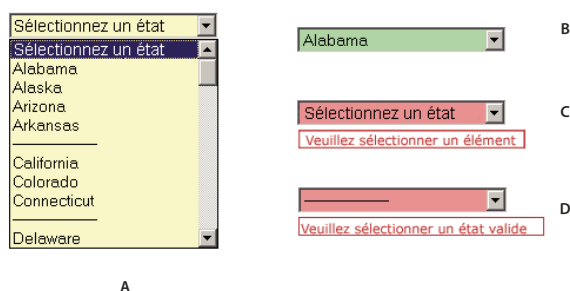 Sélectionnez un état
Sélectionnez un état
Alabama
Alaska
Arizona
Arkansas
California
Colorado
Connecticut
Delaware
A
Alabama
B
Sélectionnez un état
C
Veuillez sélectionner un élément
D
Veuillez sélectionner un état valide